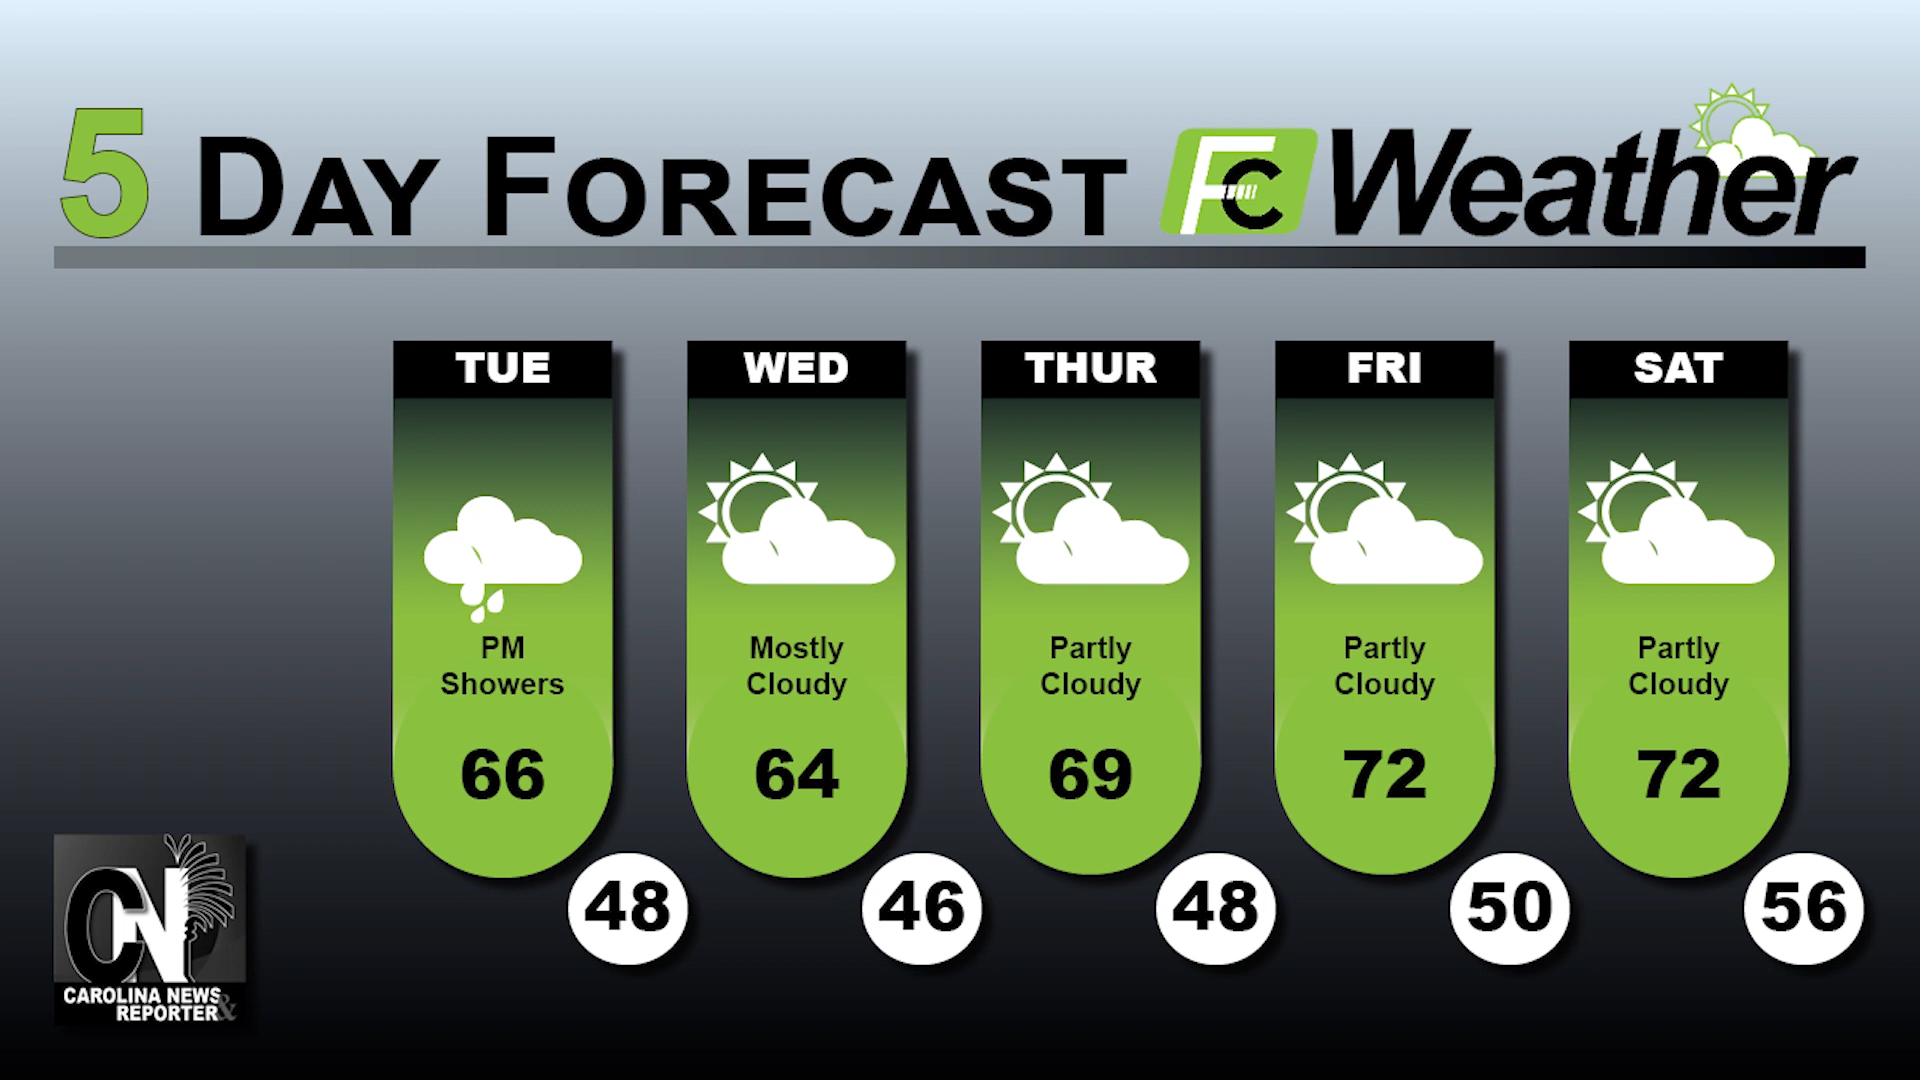 5 DAY FORECAST FC Weather
TUE
PM
Showers
66
48
WED
Mostly
Cloudy
64
46
THUR
Partly
Cloudy
69
48
FRI
Partly
Cloudy
72
50
SAT
Partly
Cloudy
72
56
CN
CAROLINA NEWS
REPORTER &